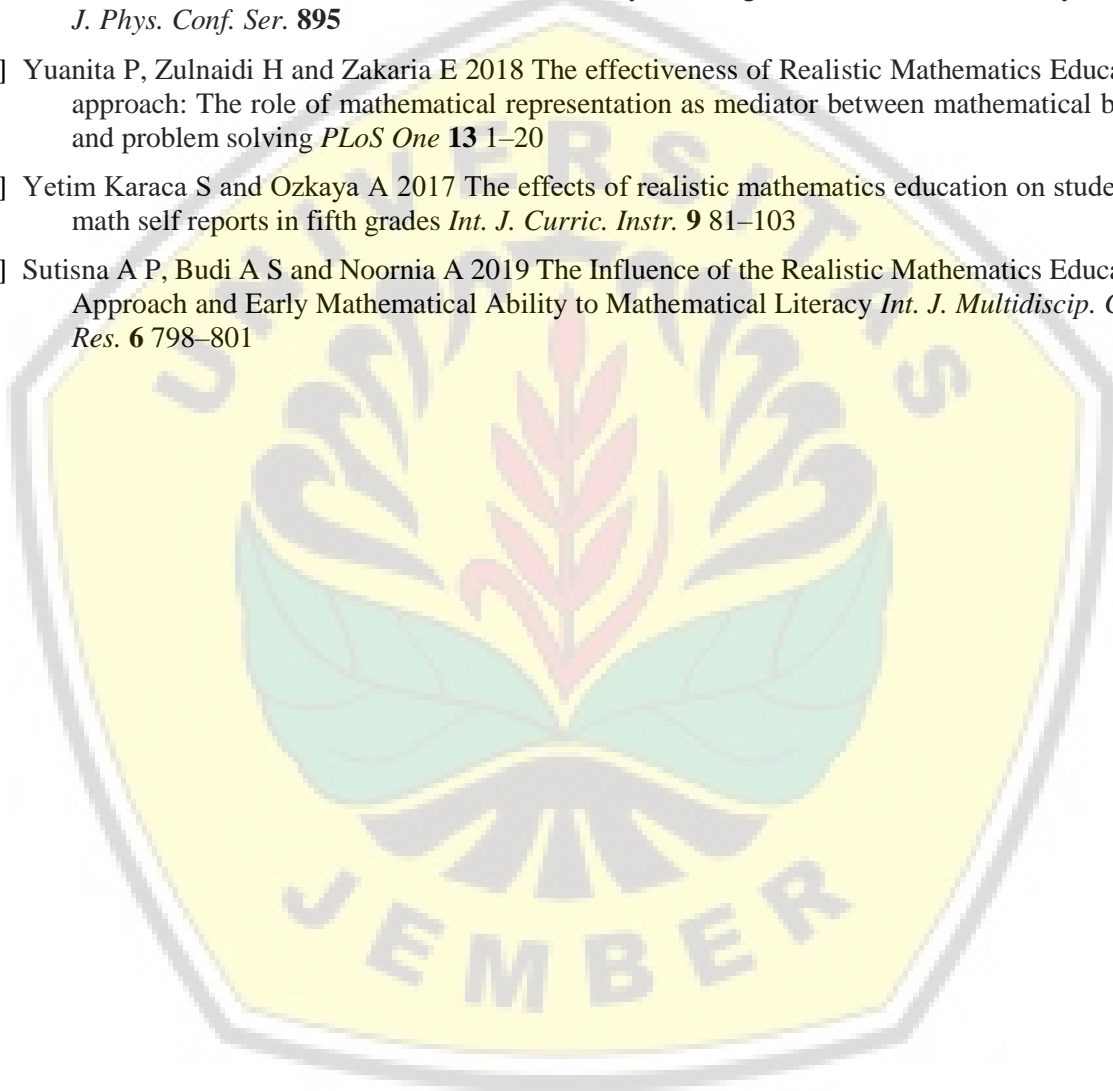 J. Phys. Conf. Ser. 895
] Yuanita P, Zulnaidi H and Zakaria E 2018 The effectiveness of Realistic Mathematics Educa
approach: The role of mathematical representation as mediator between mathematical b
and problem solving PLoS One 13 1–20
] Yetim Karaca S and Ozkaya A 2017 The effects of realistic mathematics education on stude
math self reports in fifth grades Int. J. Curric. Instr. 9 81–103
] Sutisna A P, Budi A S and Noornia A 2019 The Influence of the Realistic Mathematics Educa
Approach and Early Mathematical Ability to Mathematical Literacy Int. J. Multidiscip. C
Res. 6 798–801
UNIVERSITAS
JEMBER